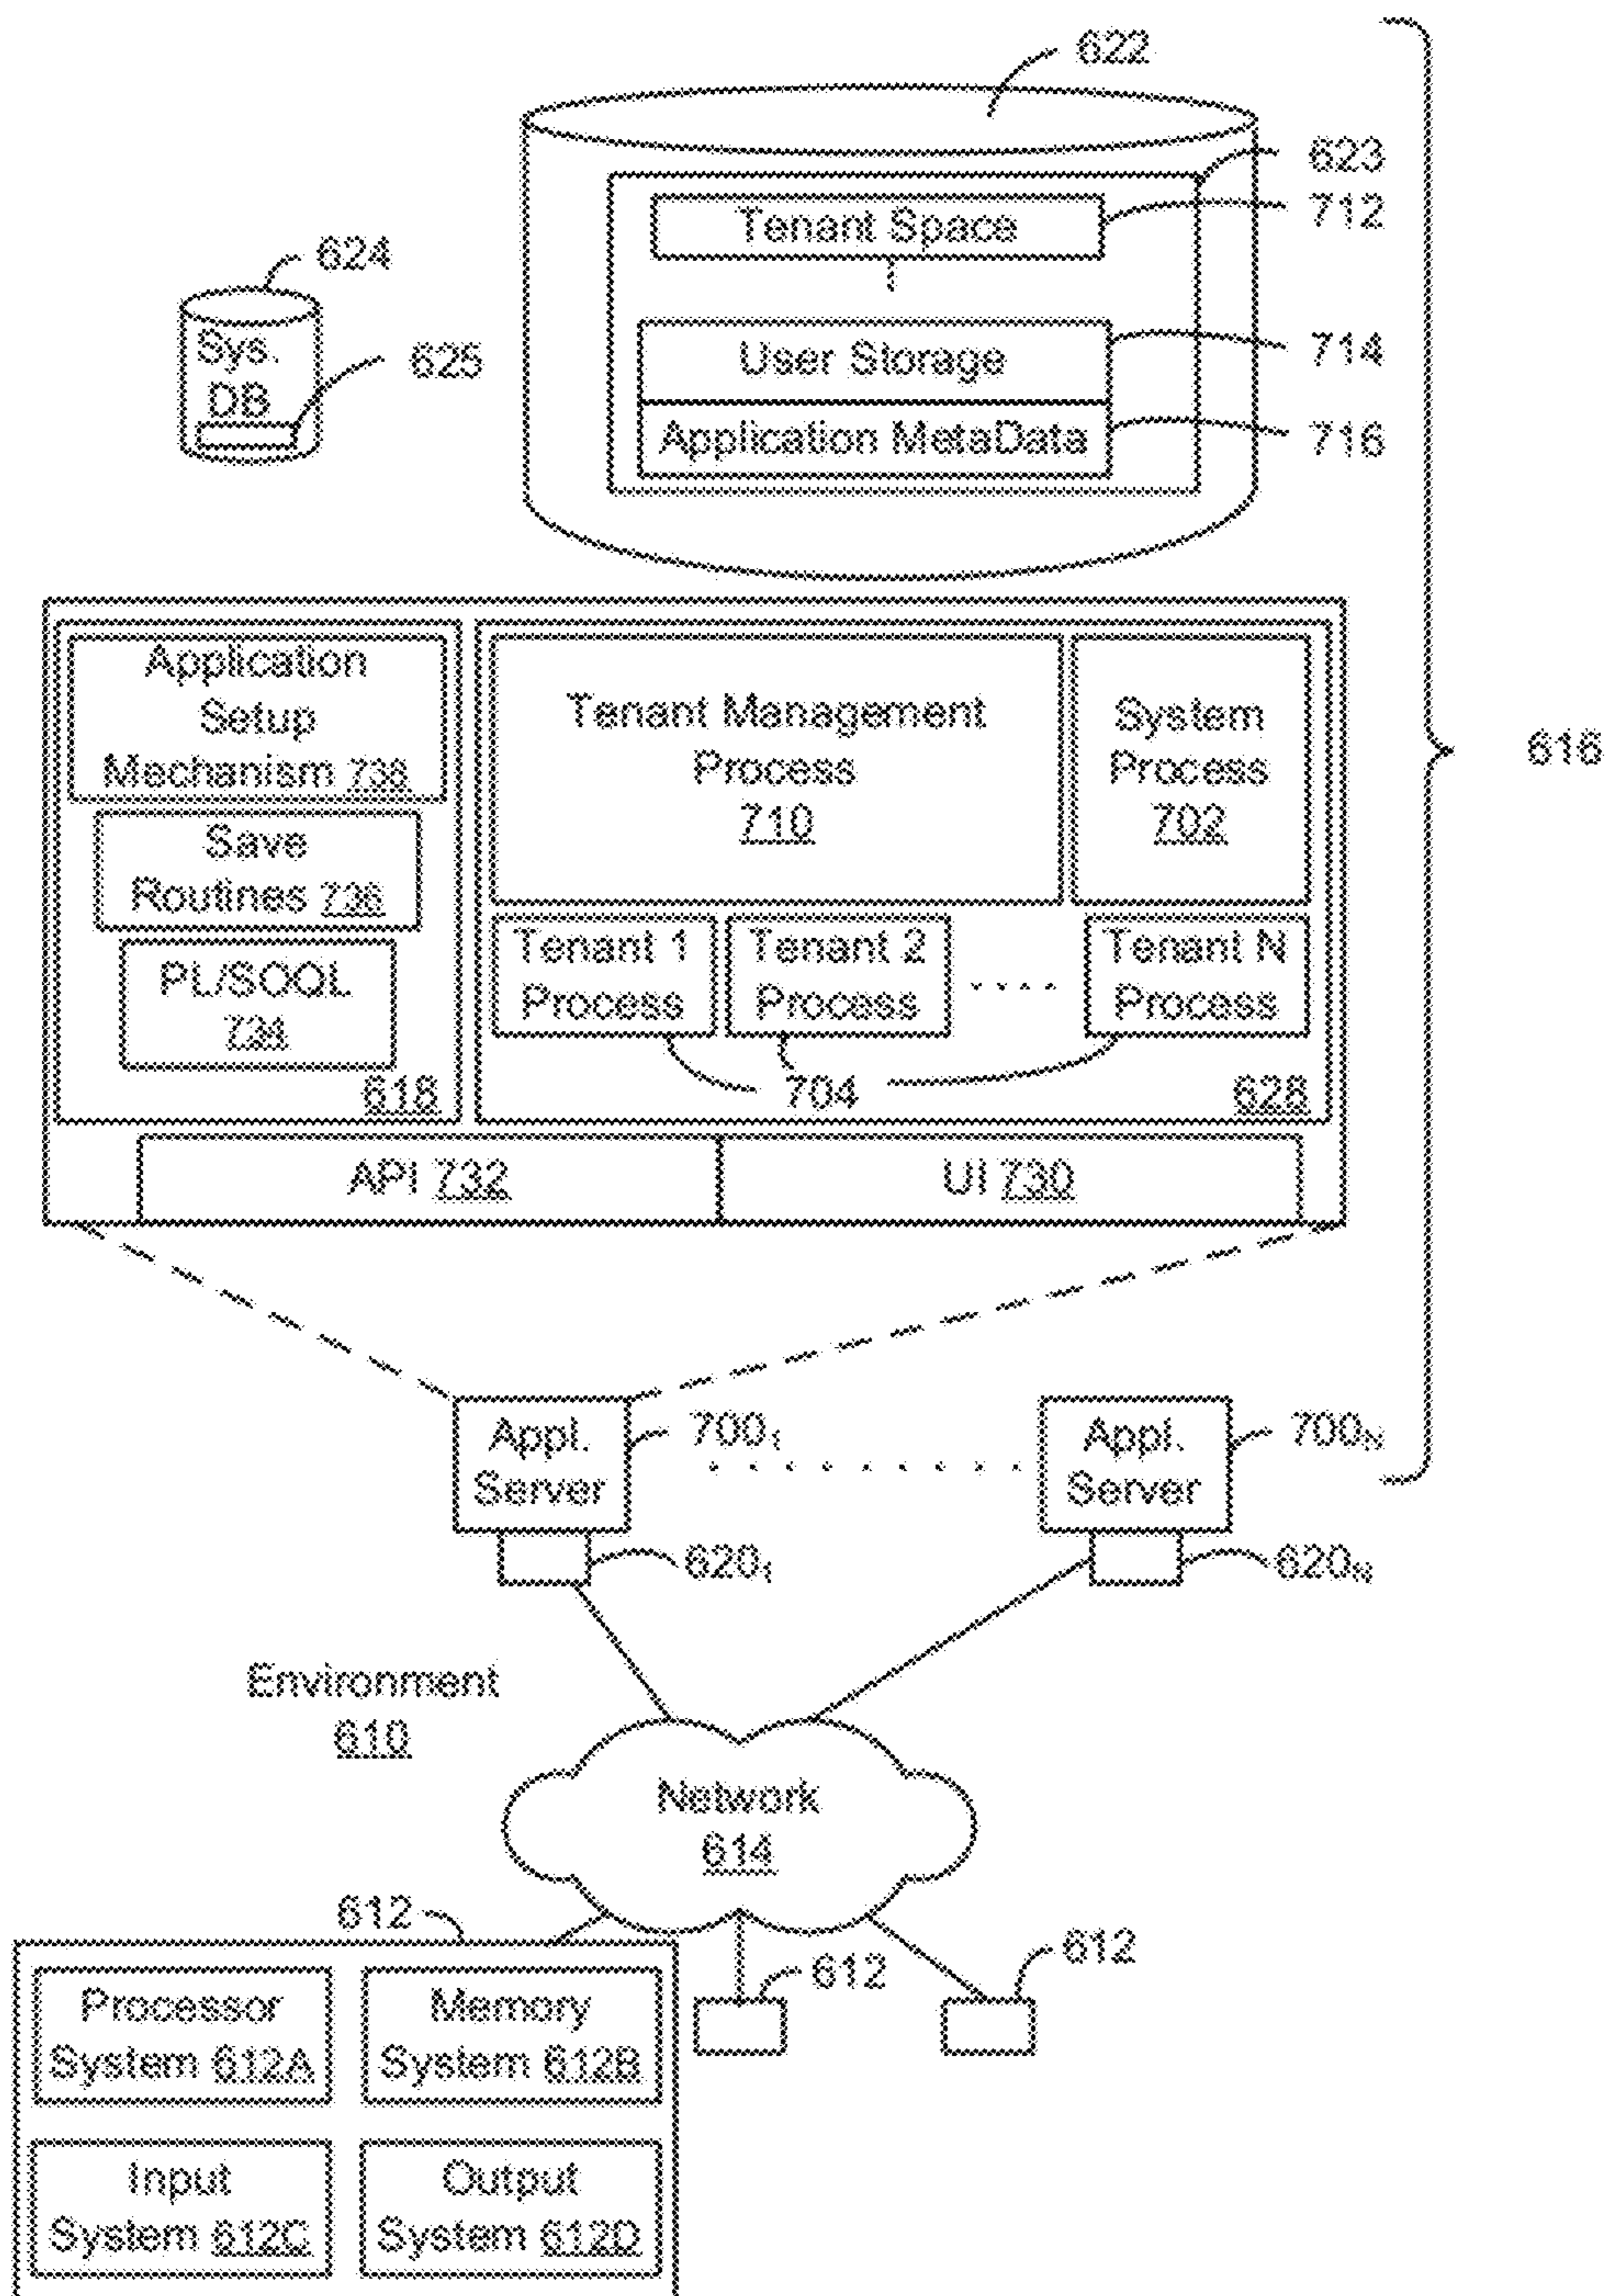 622
623
Tenant Space
712
624
Sys.
DB
625
User Storage
714
Application MetaData
716
Application
Setup
Mechanism 738
Tenant Management
Process
710
System
Process
702
616
Save
Routines 736
PL/SOQL
734
Tenant 1
Process
Tenant 2
Process
. . . .
Tenant N
Process
618
704
628
API 732
UI 730
Appl.
Server
700₁
. . . . . . . . .
Appl.
Server
700N
620₁
620N
Environment
610
Network
614
612
612
612
Processor
System 612A
Memory
System 612B
Input
System 612C
Output
System 612D